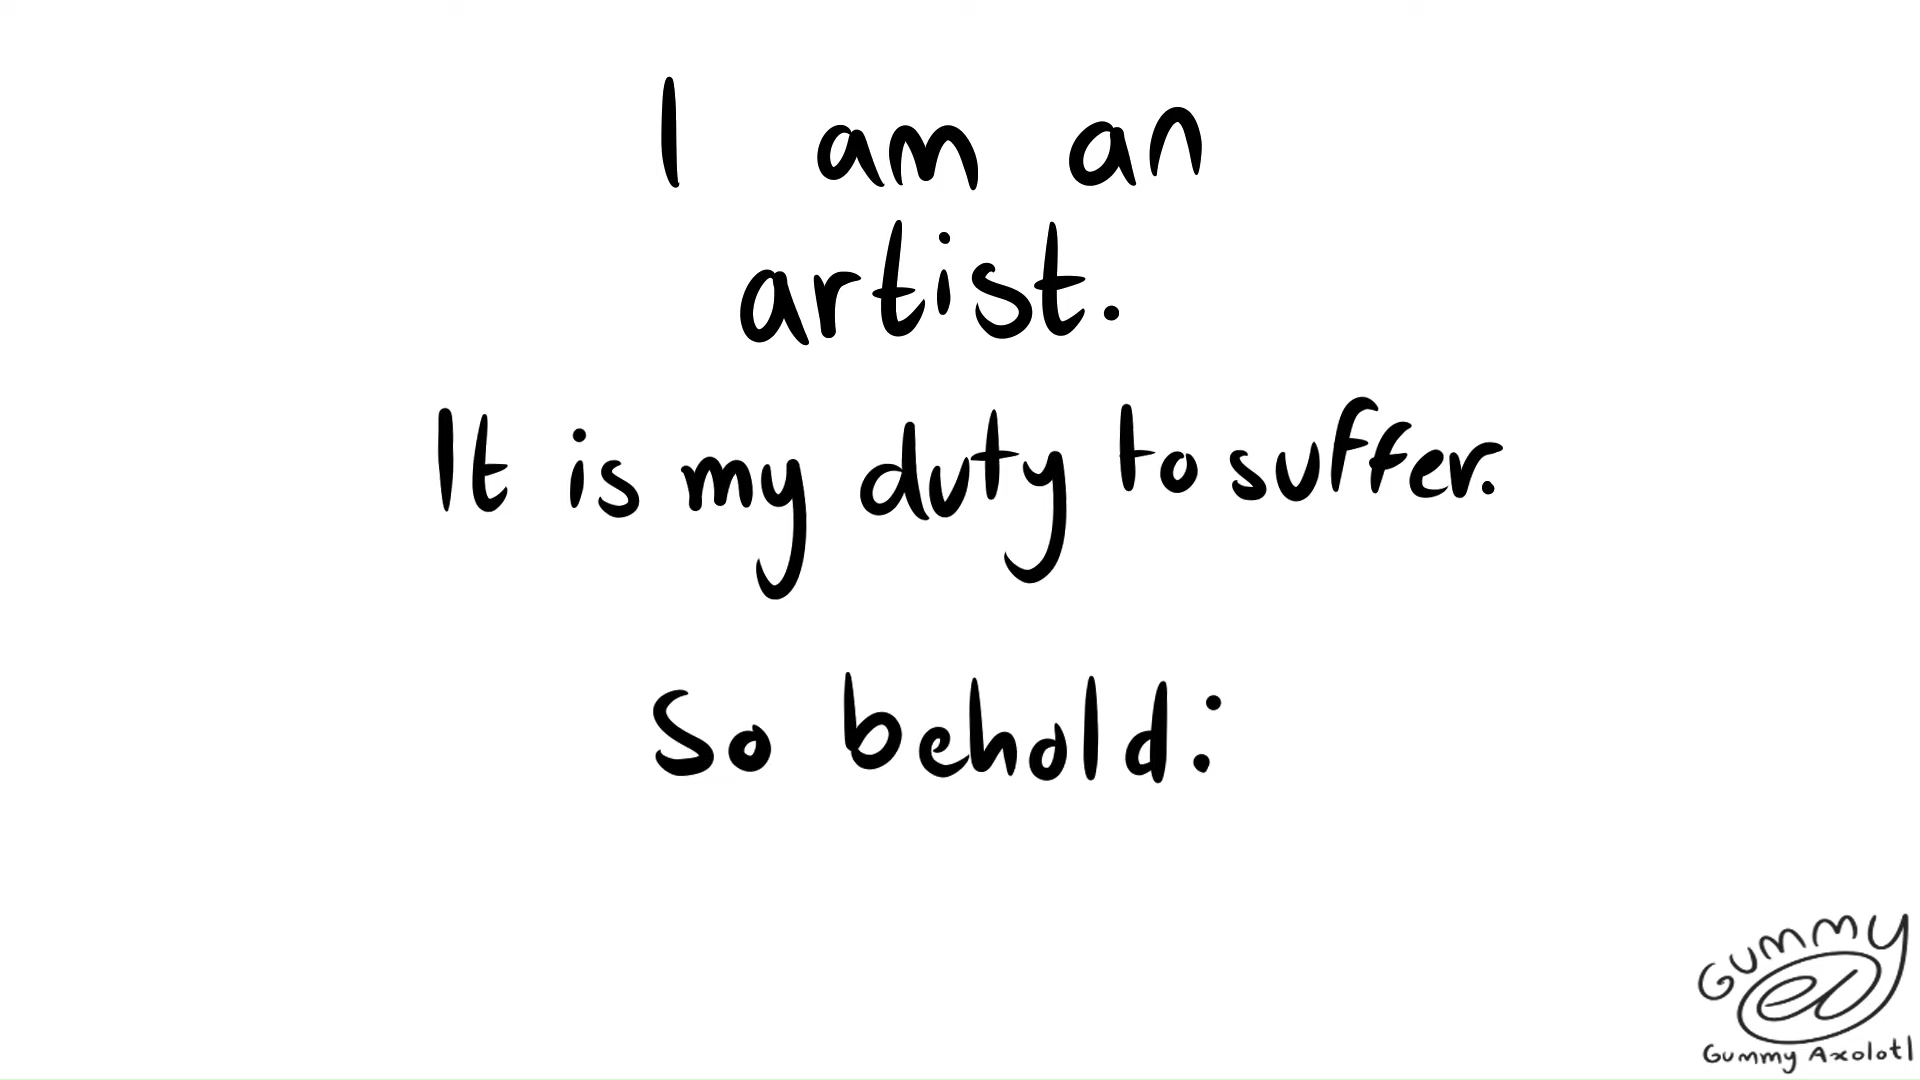 I am an
artist.
It is my duty to suffer.
So behold:
Gummy
Gummy Axolotl